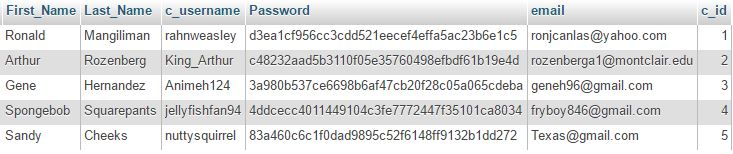 First_Name Last_Name c_username Password email c_id
Ronald Mangiliman rahnweasley d3ea1cf956cc3cdd521eecef4effa5ac23b6e1c5 ronjcanlas@yahoo.com 1
Arthur Rozenberg King_Arthur c48232aad5b3110f05e35760498efbdf61b19e4d rozenberga1@montclair.edu 2
Gene Hernandez Animeh124 3a980b537ce6698b6af47cb20f28c05a065cdeba geneh96@gmail.com 3
Spongebob Squarepants jellyfishfan94 4ddcecc4011449104c3fe7772447f35101ca8034 fryboy846@gmail.com 4
Sandy Cheeks nuttysquirrel 83a460c6c1f0dad9895c52f6148ff9132b1dd272 Texas@gmail.com 5